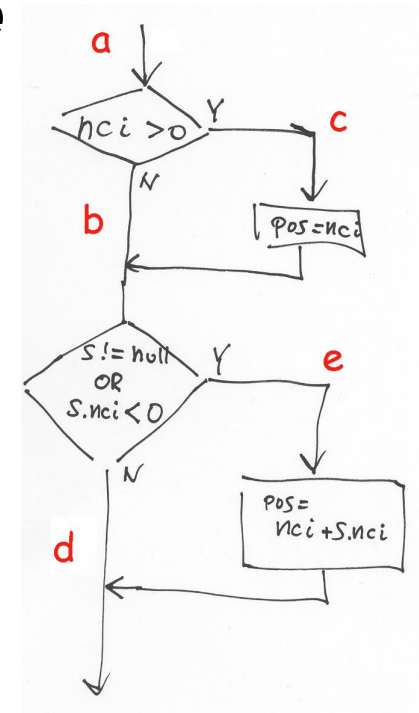 a
nci >0
Y
c
N
b
pos=nci
s!= null
OR
s.nci<0
Y
e
N
pos=
nci +s.nci
d